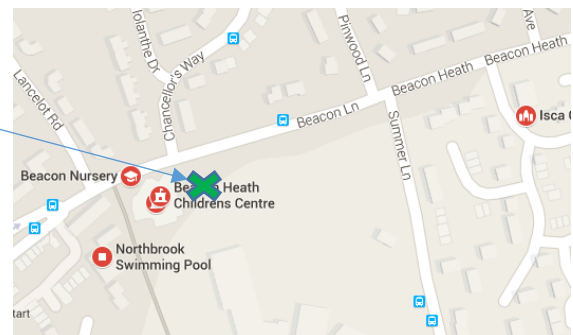 Iolanthe Dr
Chancellor's Way
Lancelot Rd
Pinwood Ln
Ave
Beacon Heath
Beacon Heath
Beacon Ln
Summer Ln
Isca
Beacon Nursery
Heath
Childrens Centre
Northbrook
Swimming Pool
tart